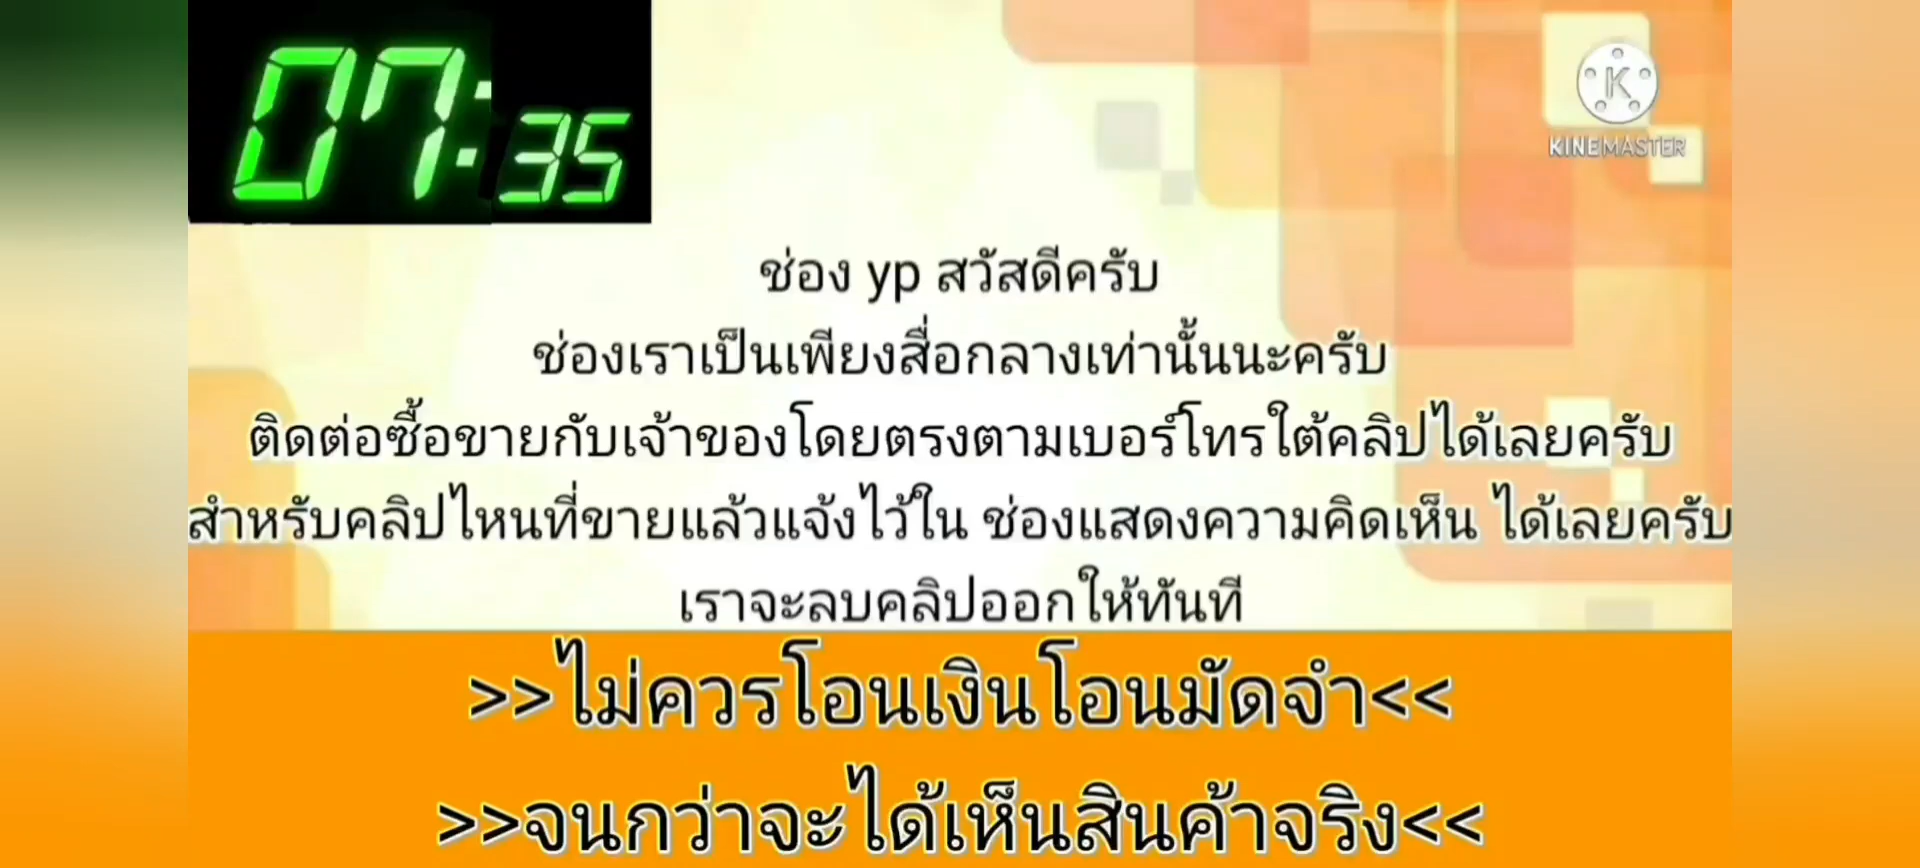 07:35
K
KINEMASTER
ช่อง yp สวัสดีครับ
ช่องเราเป็นเพียงสื่อกลางเท่านั้นนะครับ
ติดต่อซื้อขายกับเจ้าของโดยตรงตามเบอร์โทรใต้คลิปได้เลยครับ
สำหรับคลิปไหนที่ขายแล้วแจ้งไว้ใน ช่องแสดงความคิดเห็น ได้เลยครับ
เราจะลบคลิปออกให้ทันที
>>ไม่ควรโอนเงินโอนมัดจำ<<
>>จนกว่าจะได้เห็นสินค้าจริง<<